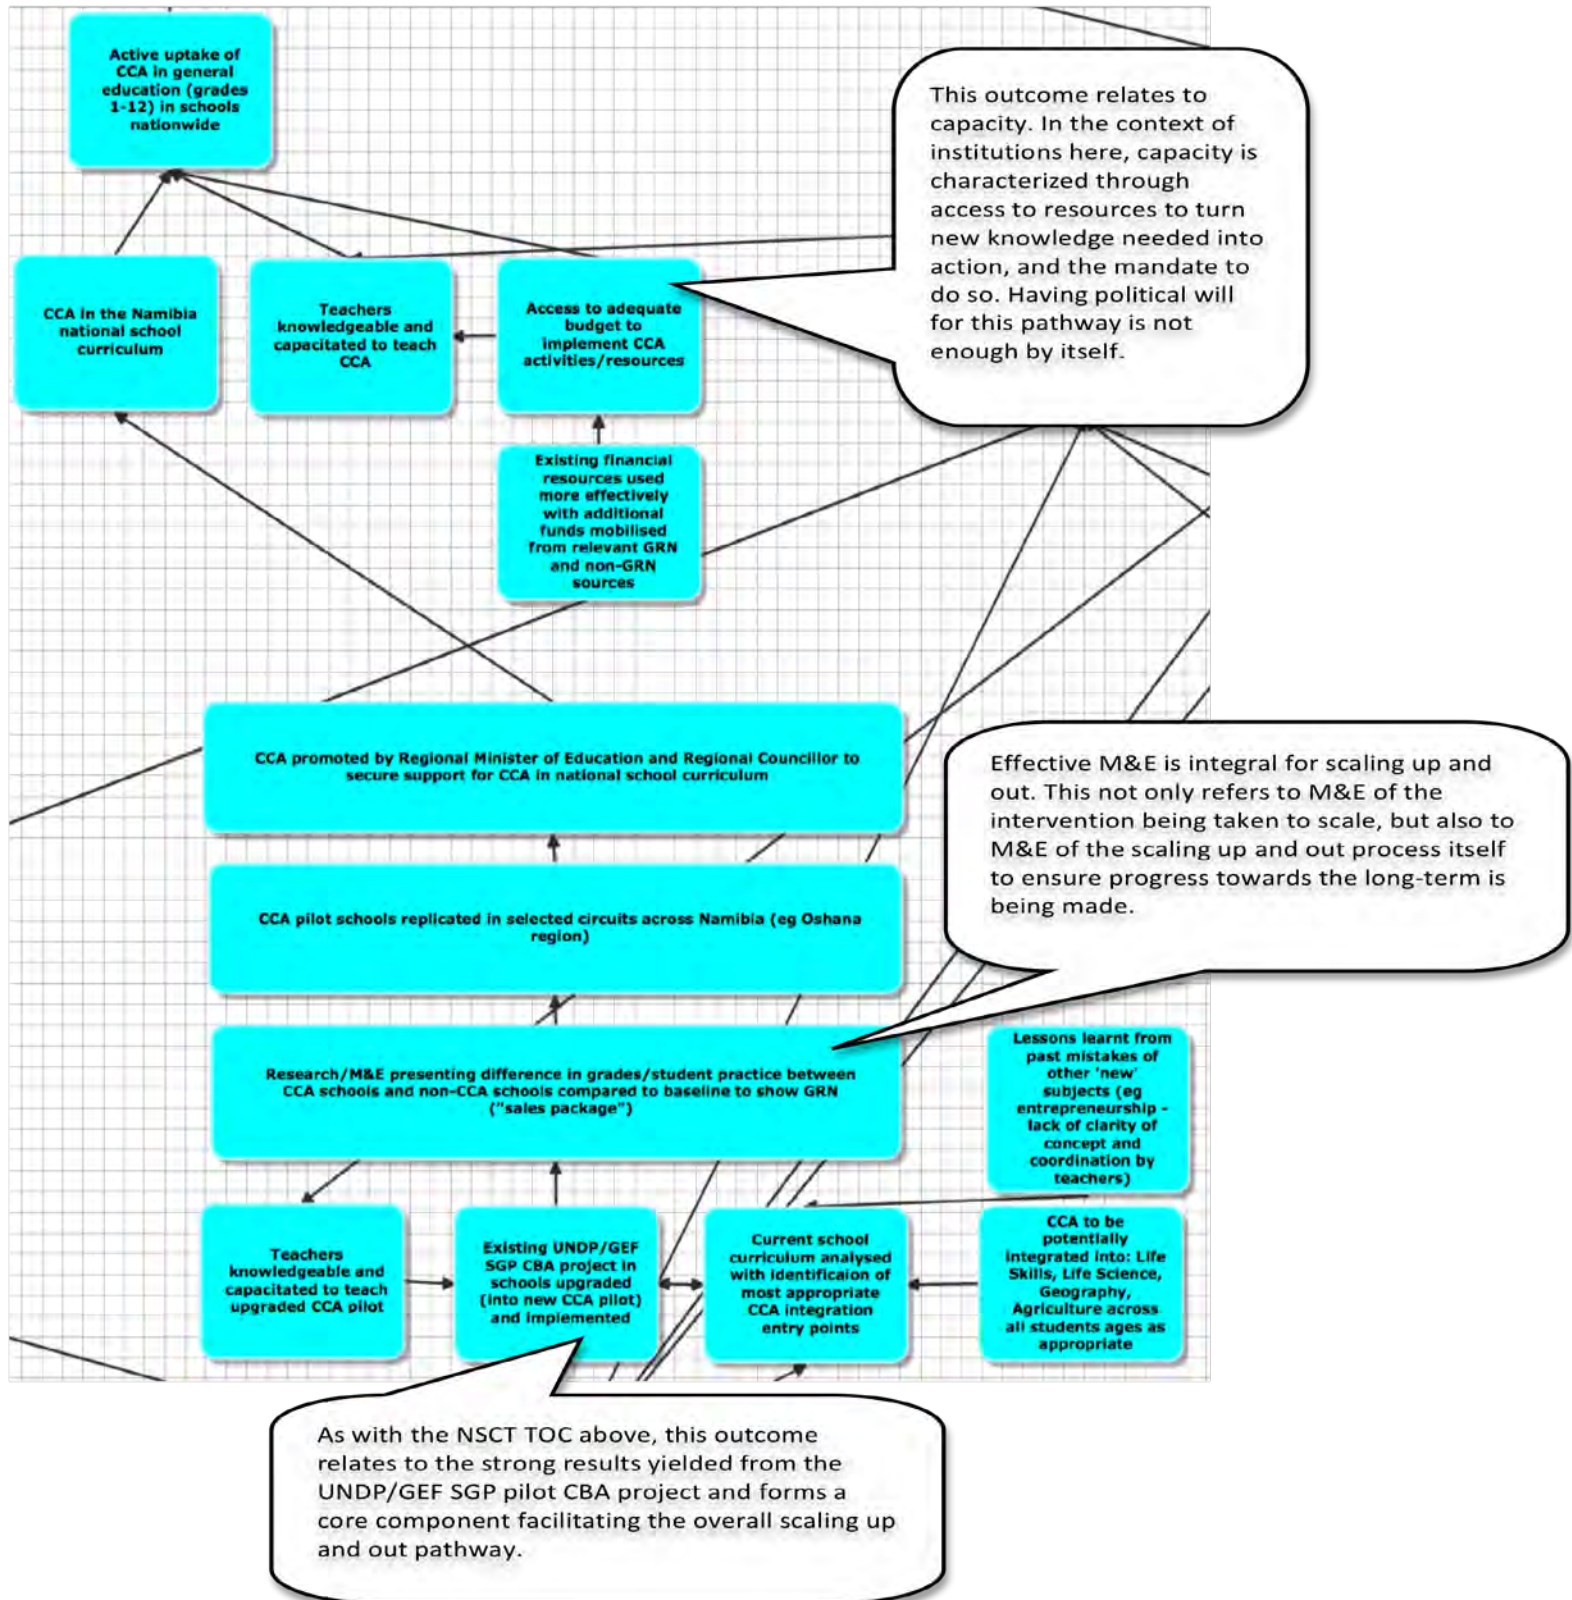 Active uptake of
CCA in general
education (grades
1-12) in schools
nationwide
This outcome relates to
capacity. In the context of
institutions here, capacity is
characterized through
access to resources to turn
new knowledge needed into
action, and the mandate to
do so. Having political will
for this pathway is not
enough by itself.
CCA in the Namibia
national school
curriculum
Teachers
knowledgeable and
capacitated to teach
CCA
Access to adequate
budget to
implement CCA
activities/resources
Existing financial
resources used
more effectively
with additional
funds mobilised
from relevant GRN
and non-GRN
sources
CCA promoted by Regional Minister of Education and Regional Councillor to
secure support for CCA in national school curriculum
Effective M&E is integral for scaling up and
out. This not only refers to M&E of the
intervention being taken to scale, but also to
M&E of the scaling up and out process itself
to ensure progress towards the long-term is
being made.
CCA pilot schools replicated in selected circuits across Namibia (eg Oshana
region)
Research/M&E presenting difference in grades/student practice between
CCA schools and non-CCA schools compared to baseline to show GRN
("sales package")
Lessons learnt from
past mistakes of
other 'new'
subjects (eg
entrepreneurship -
lack of clarity of
concept and
coordination by
teachers)
Teachers
knowledgeable and
capacitated to teach
upgraded CCA pilot
Existing UNDP/GEF
SGP CBA project in
schools upgraded
(into new CCA pilot)
and implemented
Current school
curriculum analysed
with identificaion of
most appropriate
CCA integration
entry points
CCA to be
potentially
integrated into: Life
Skills, Life Science,
Geography,
Agriculture across
all students ages as
appropriate
As with the NSCT TOC above, this outcome
relates to the strong results yielded from the
UNDP/GEF SGP pilot CBA project and forms a
core component facilitating the overall scaling up
and out pathway.